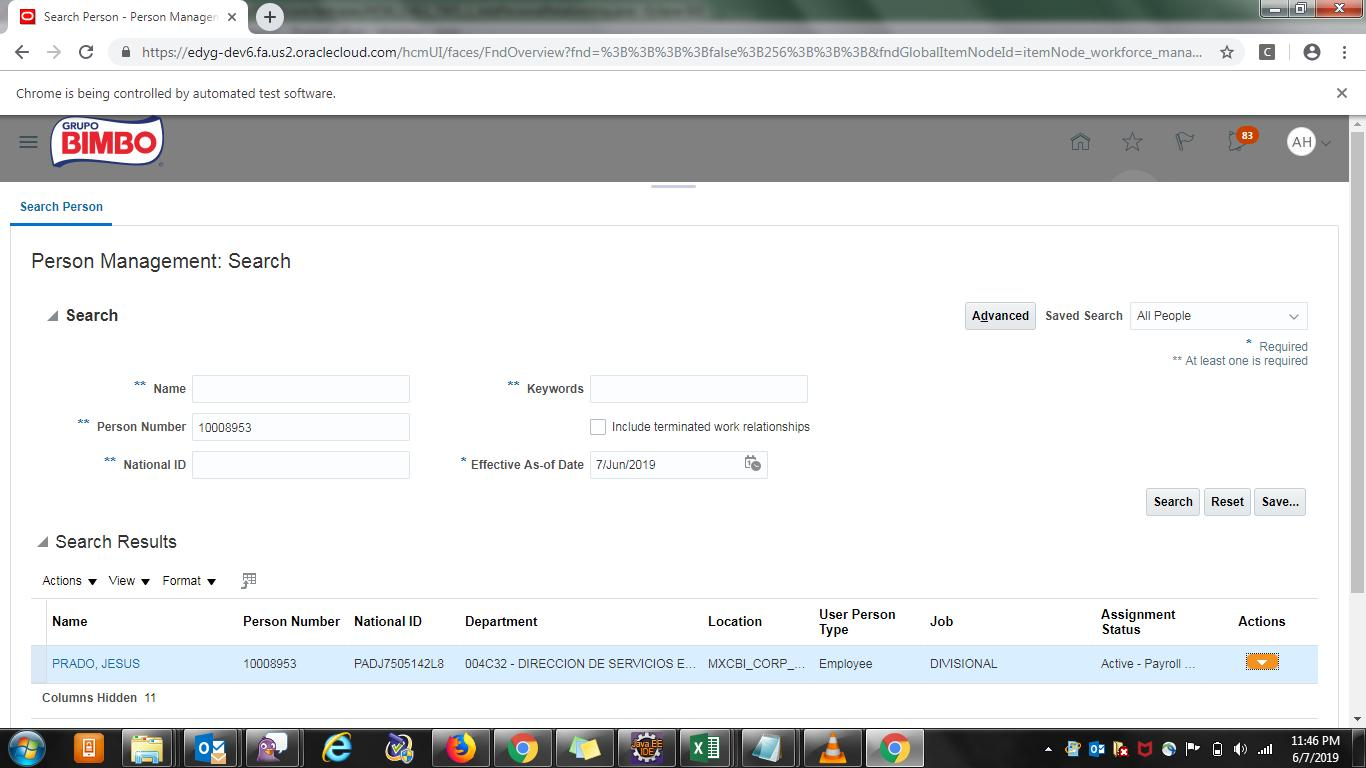 Search Person - Person Managen
https://edyg-dev6.fa.us2.oraclecloud.com/hcmUI/faces/FndOverview?fnd=%3B%3B%3B%3Bfalse%3B256%3B%3B%3B&fndGlobalItemNodeId=itemNode_workforce_mana...
C
Chrome is being controlled by automated test software.
GRUPO
BIMBO
83
AH
Search Person
Person Management: Search
Search
Advanced Saved Search All People
* Required
** At least one is required
** Name ** Keywords
** Person Number 10008953 Include terminated work relationships
** National ID * Effective As-of Date 7/Jun/2019
Search Reset Save...
Search Results
Actions View Format
Name Person Number National ID Department Location User Person Type Job Assignment Status Actions
PRADO, JESUS 10008953 PADJ7505142L8 004C32 - DIRECCION DE SERVICIOS E... MXCBI_CORP_... Employee DIVISIONAL Active - Payroll ...
Columns Hidden 11
Java EE
IDE
11:46 PM
6/7/2019